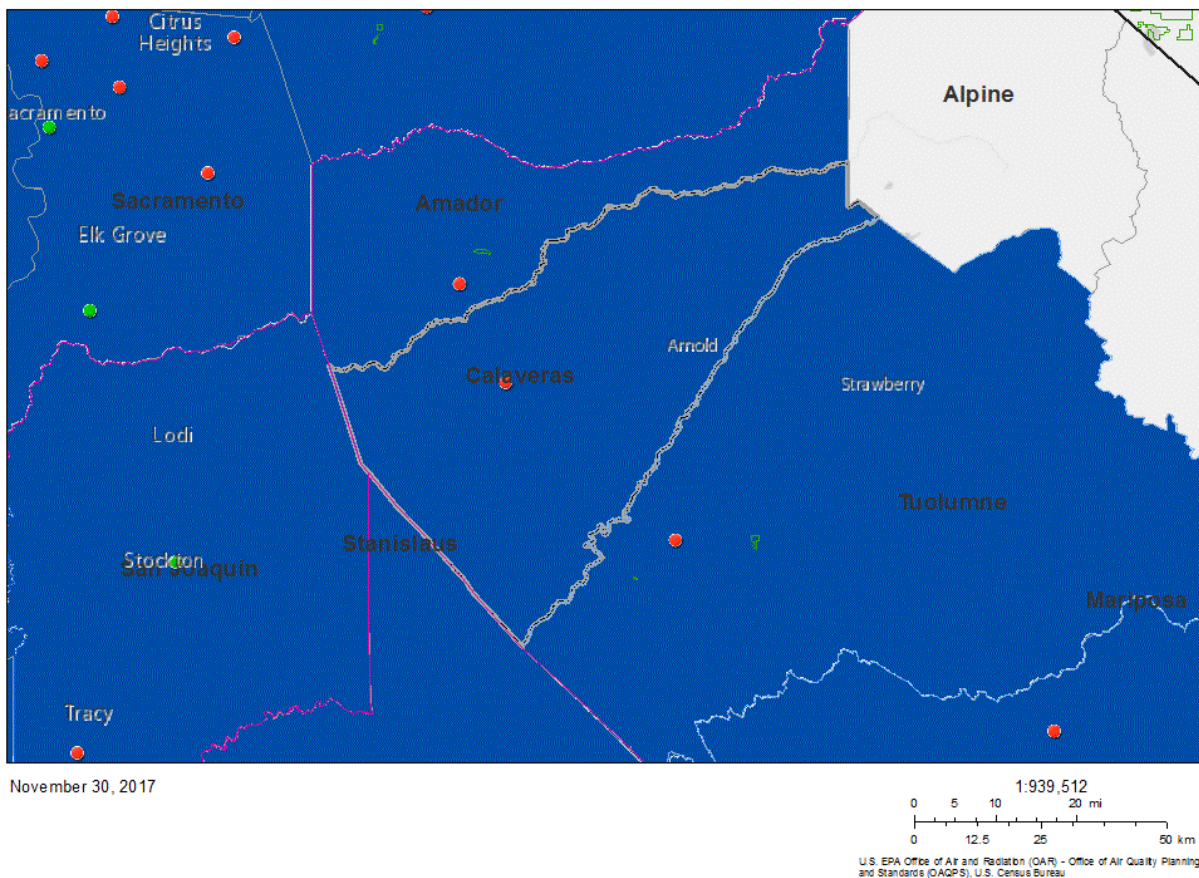 Citrus
Heights
Alpine
acramento
Sacramento
Amador
Elk Grove
Arnold
Calaveras
Strawberry
Lodi
Tuolumne
Stanislaus
Stockton
San Joaquin
Mariposa
Tracy
November 30, 2017
1:939,512
0 5 10 20 mi
0 12.5 25 50 km
U.S. EPA Office of Air and Radiation (OAR) - Office of Air Quality Planning
and Standards (OAQPS), U.S. Census Bureau